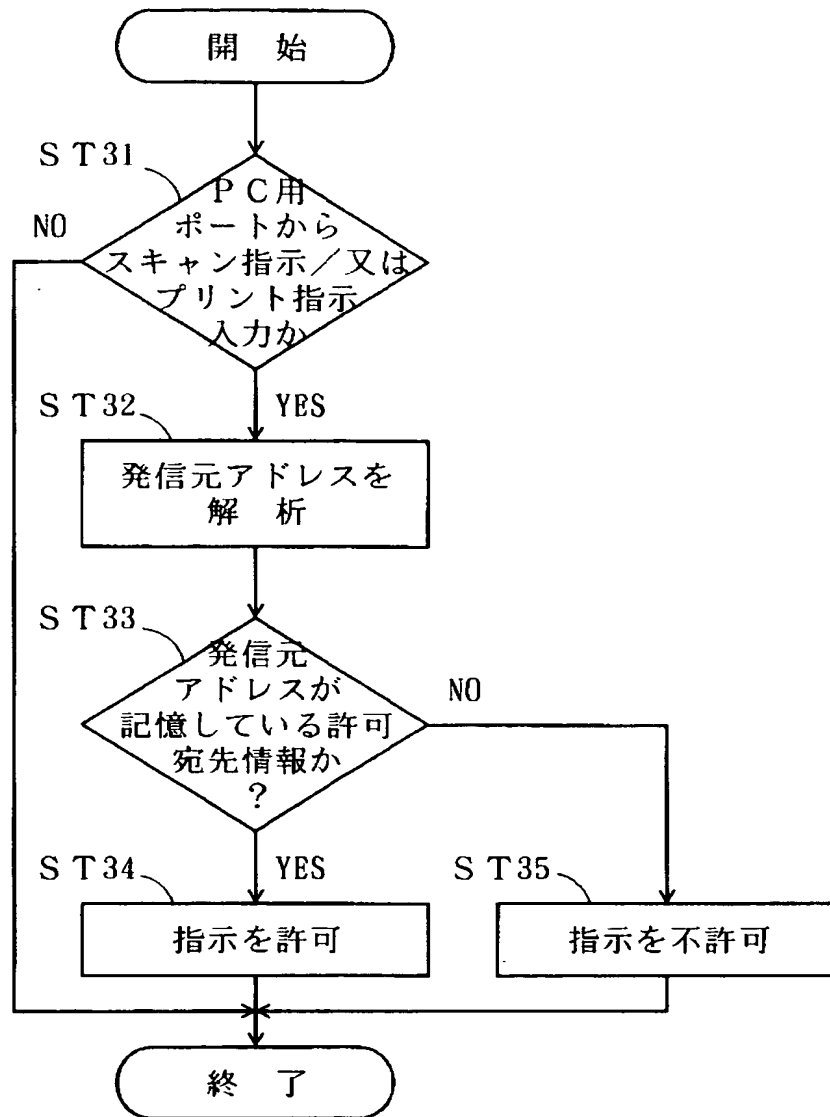 開 始
ST31
PC用
ポートから
スキャン指示/又は
プリント指示
入力か
NO
YES
ST32
発信元アドレスを
解 析
ST33
発信元
アドレスが
記憶している許可
宛先情報か
?
NO
YES
ST34
指示を許可
ST35
指示を不許可
終 了